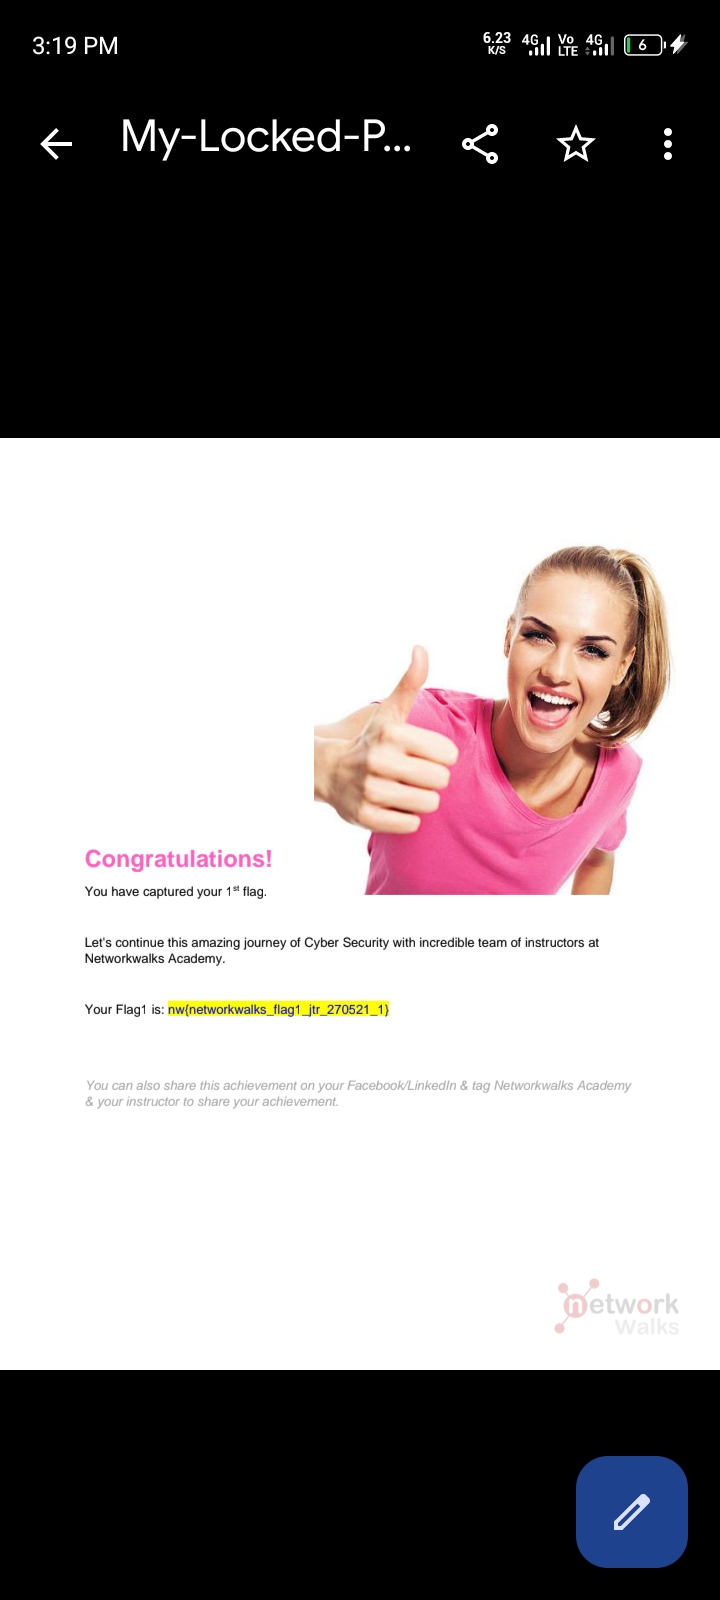 3:19 PM
6.23 K/S 4G Vo LTE 4G 6
My-Locked-P...
Congratulations!
You have captured your 1st flag.
Let's continue this amazing journey of Cyber Security with incredible team of instructors at
Networkwalks Academy.
Your Flag1 is: nw{networkwalks_flag1_jtr_270521_1}
You can also share this achievement on your Facebook/LinkedIn & tag Networkwalks Academy
& your instructor to share your achievement.
network
Walks